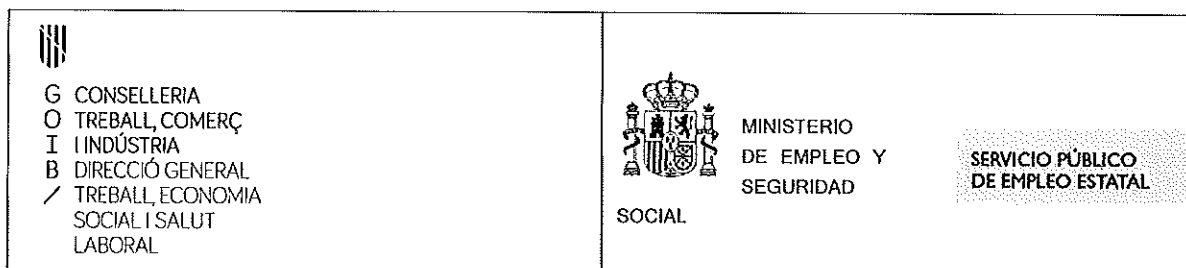 G CONSELLERIA
O TREBALL, COMERÇ
I I INDÚSTRIA
B DIRECCIÓ GENERAL
/ TREBALL, ECONOMIA
SOCIAL I SALUT
LABORAL
MINISTERIO
DE EMPLEO Y
SEGURIDAD
SOCIAL
SERVICIO PÚBLICO
DE EMPLEO ESTATAL